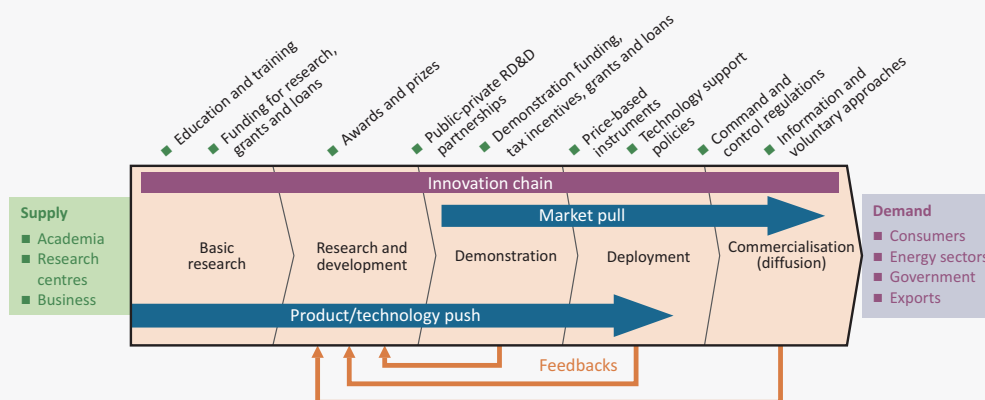 Education and training
Funding for research,
grants and loans
Awards and prizes
Public-private RD&D
partnerships
Demonstration funding,
tax incentives, grants and loans
Price-based
instruments
Technology support
policies
Command and
control regulations
Information and
voluntary approaches
Innovation chain
Market pull
Supply
Academia
Research
centres
Business
Basic
research
Research and
development
Demonstration
Deployment
Commercialisation
(diffusion)
Demand
Consumers
Energy sectors
Government
Exports
Product/technology push
Feedbacks